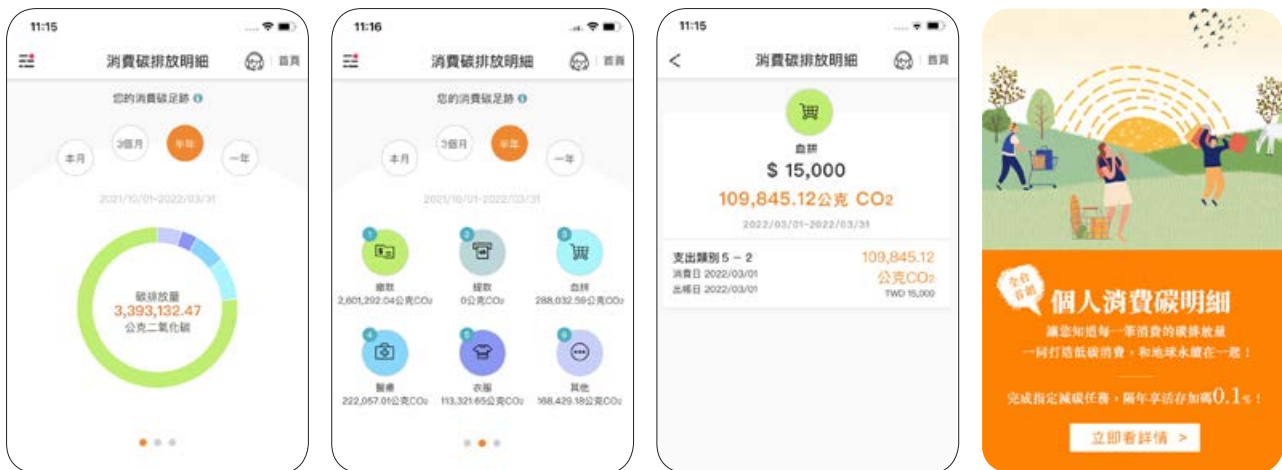 11:15
消費碳排放明細
首頁
您的消費碳足跡
本月
3個月
半年
一年
2021/10/01-2022/03/31
碳排放量
3,393,132.47
公克二氧化碳
11:16
消費碳排放明細
首頁
您的消費碳足跡
本月
3個月
半年
一年
2021/10/01-2022/03/31
1
2
3
繳款
提款
血拼
2,601,292.04公克CO2
0公克CO2
288,032.59公克CO2
4
5
6
醫療
衣服
其他
222,057.01公克CO2
113,321.65公克CO2
168,429.18公克CO2
11:15
消費碳排放明細
首頁
血拼
$ 15,000
109,845.12公克 CO2
2022/03/01-2022/03/31
支出類別 5 - 2
109,845.12
消費日 2022/03/01
公克CO2
出帳日 2022/03/01
TWD 15,000
全台
首創
個人消費碳明細
讓您知道每一筆消費的碳排放量
一同打造低碳消費，和地球永續在一起！
完成指定減碳任務，隔年享活存加碼0.1%！
立即看詳情 >